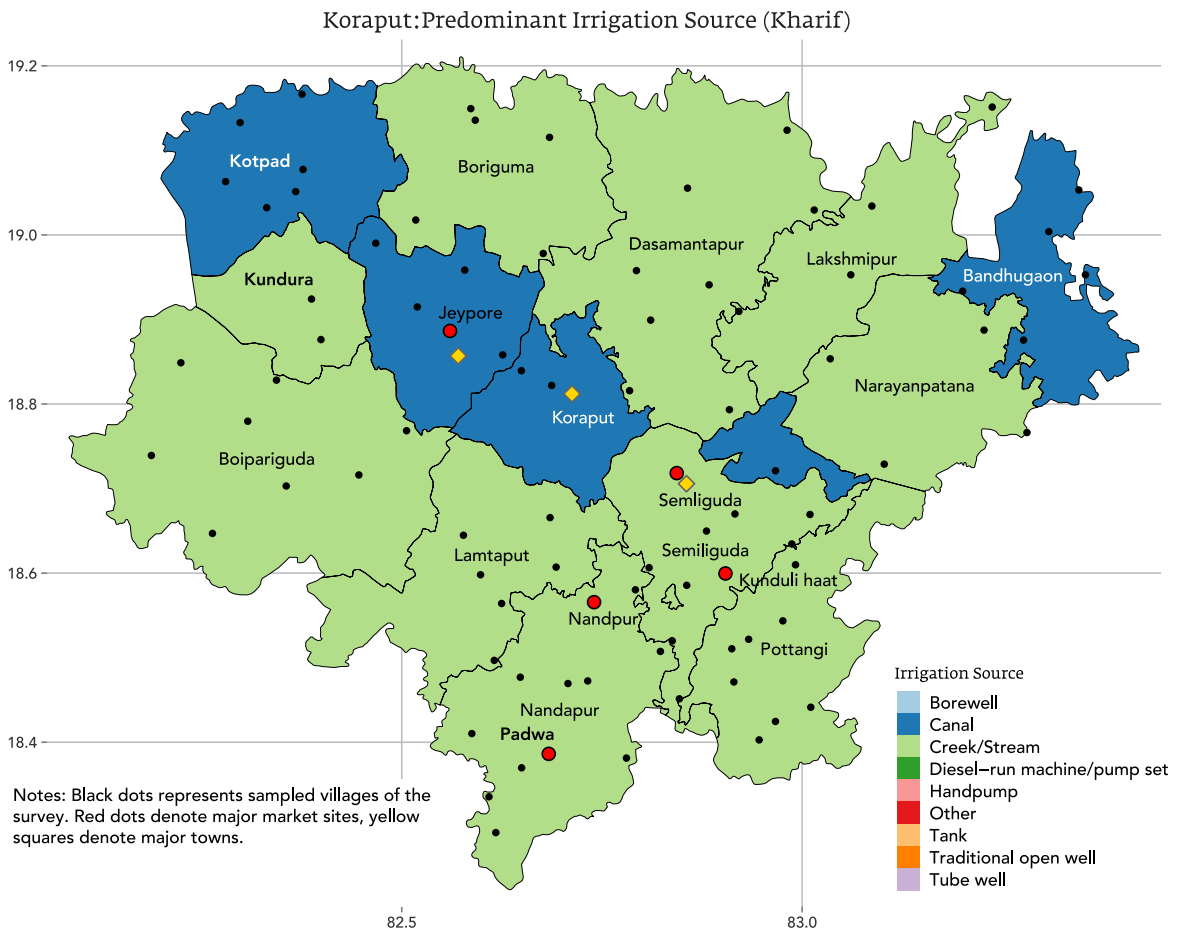 Koraput:Predominant Irrigation Source (Kharif)
19.2
19.0
18.8
18.6
18.4
82.5
83.0
Kotpad
Boriguma
Dasamantapur
Lakshmipur
Bandhugaon
Kundura
Jeypore
Narayanpatana
Koraput
Boipariguda
Semliguda
Lamtaput
Semiliguda
Kunduli haat
Nandpur
Pottangi
Nandapur
Padwa
Irrigation Source
Borewell
Canal
Creek/Stream
Diesel−run machine/pump set
Handpump
Other
Tank
Traditional open well
Tube well
Notes: Black dots represents sampled villages of the
survey. Red dots denote major market sites, yellow
squares denote major towns.